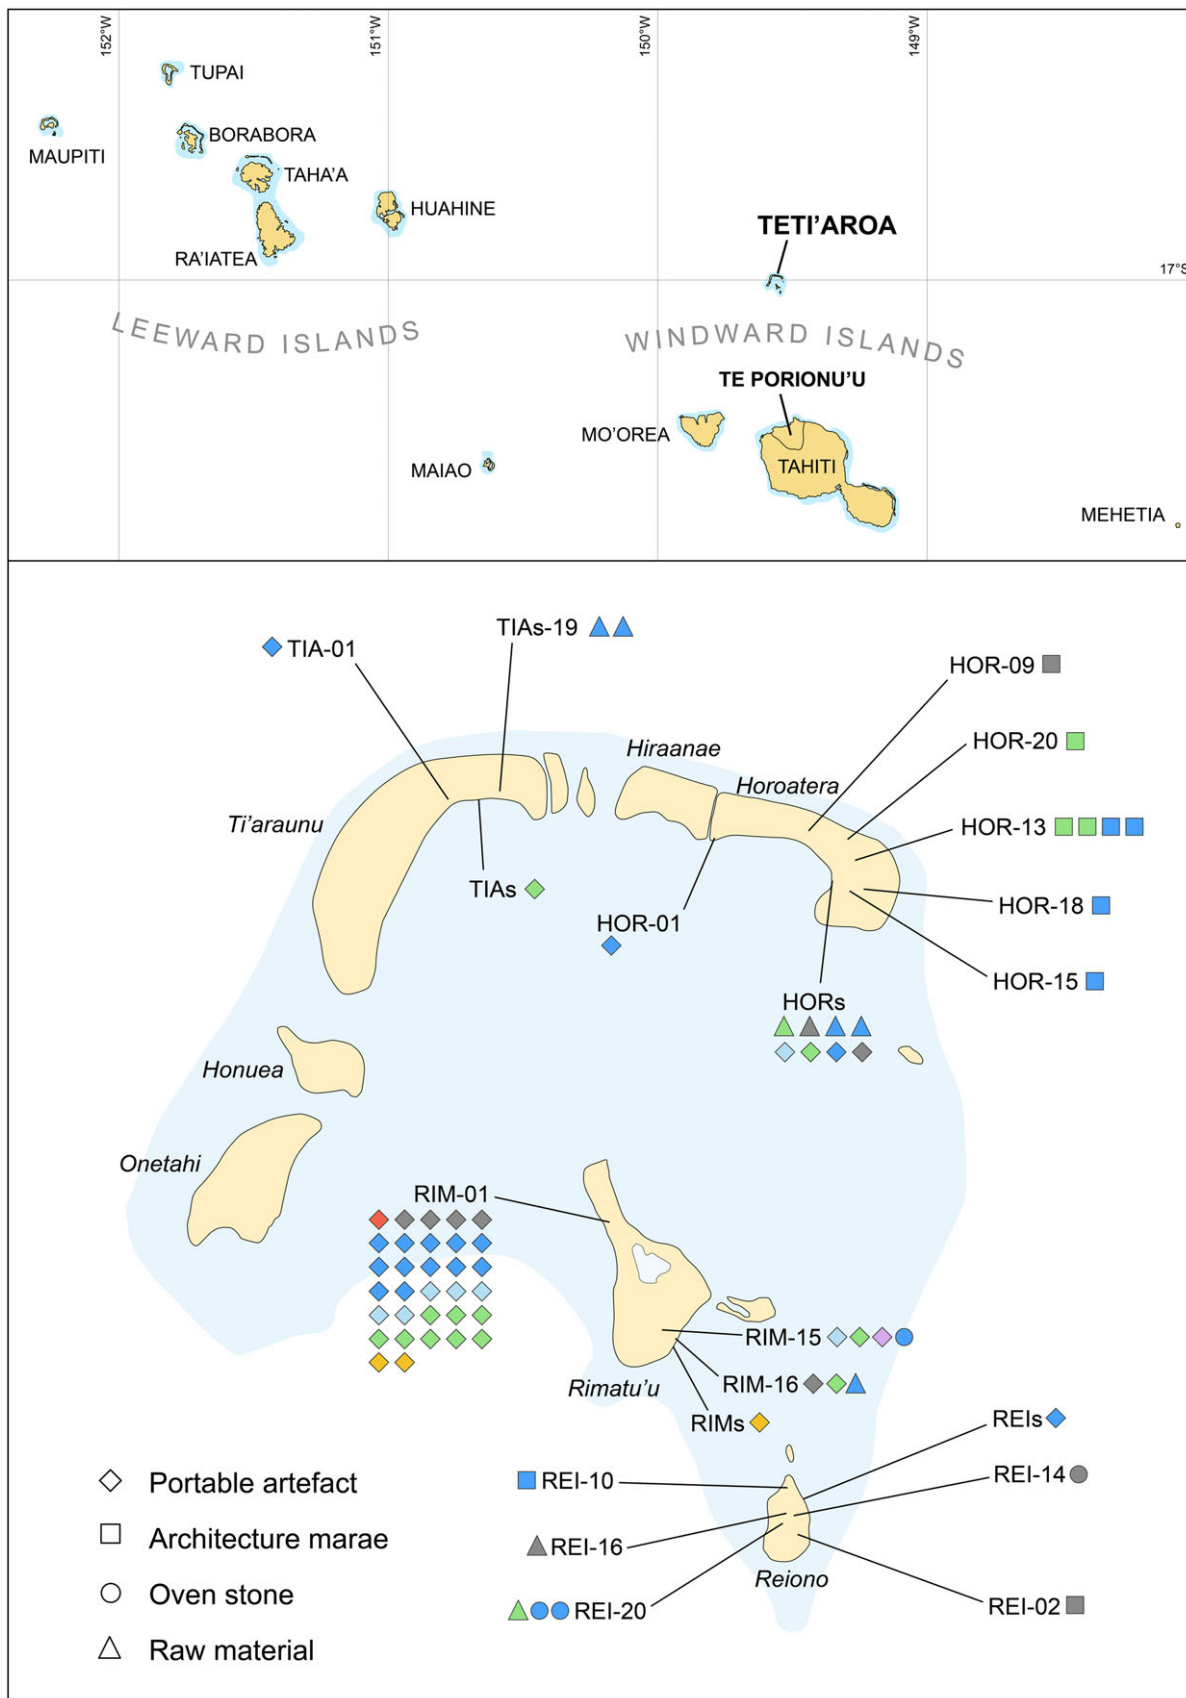 152°W
151°W
150°W
149°W
TUPAI
MAUPITI
BORABORA
TAHA'A
HUAHINE
RA'IATEA
TETI'AROA
17°S
LEEWARD ISLANDS
WINDWARD ISLANDS
TE PORIONU'U
MO'OREA
MAIAO
TAHITI
MEHETIA
TIA-01
TIAs-19
HOR-09
Hiraanae
HOR-20
Horoatera
Ti'araunu
HOR-13
TIAs
HOR-01
HOR-18
HOR-15
HORs
Honuea
Onetahi
RIM-01
RIM-15
Rimatu'u
RIM-16
RIMs
REIs
REI-10
REI-14
REI-16
Reiono
REI-20
REI-02
Portable artefact
Architecture marae
Oven stone
Raw material